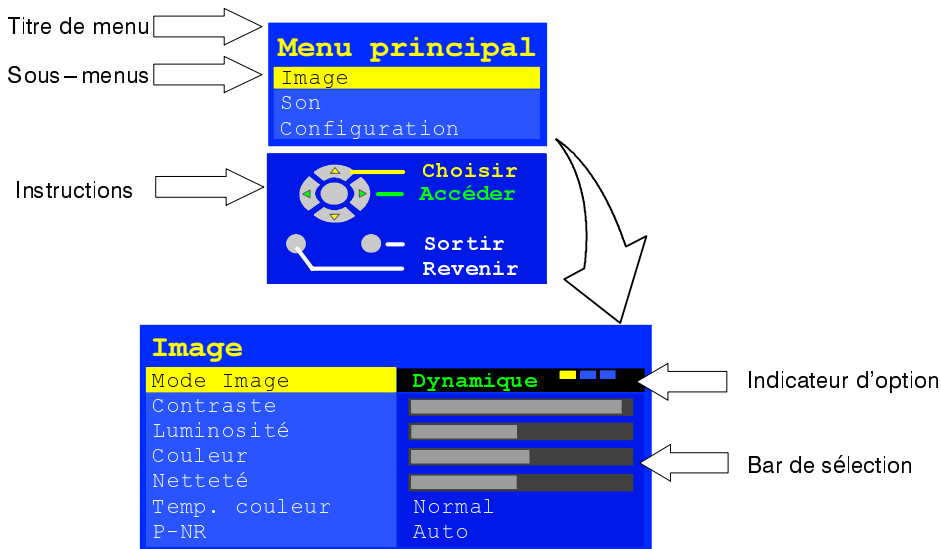 Titre de menu
Sous–menus
Instructions
Menu principal
Image
Son
Configuration
Choisir
Accéder
Sortir
Revenir
Image
Mode Image Dynamique
Contraste
Luminosité
Couleur
Netteté
Temp. couleur Normal
P-NR Auto
Indicateur d'option
Bar de sélection